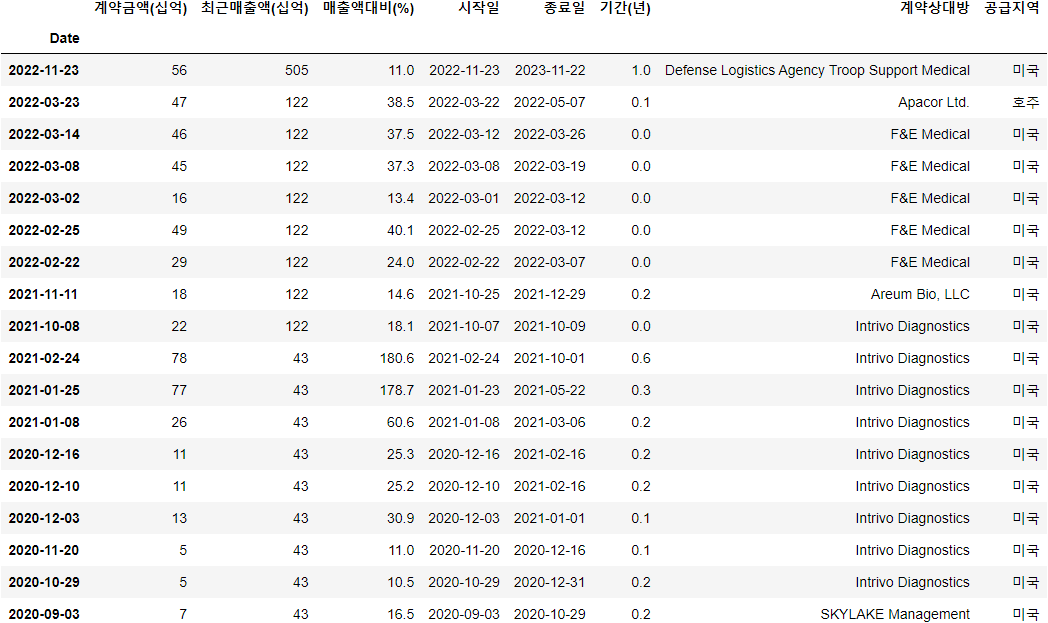 계약금액(십억) 최근매출액(십억) 매출액대비(%) 시작일 종료일 기간(년) 계약상대방 공급지역
Date
2022-11-23 56 505 11.0 2022-11-23 2023-11-22 1.0 Defense Logistics Agency Troop Support Medical 미국
2022-03-23 47 122 38.5 2022-03-22 2022-05-07 0.1 Apacor Ltd. 호주
2022-03-14 46 122 37.5 2022-03-12 2022-03-26 0.0 F&E Medical 미국
2022-03-08 45 122 37.3 2022-03-08 2022-03-19 0.0 F&E Medical 미국
2022-03-02 16 122 13.4 2022-03-01 2022-03-12 0.0 F&E Medical 미국
2022-02-25 49 122 40.1 2022-02-25 2022-03-12 0.0 F&E Medical 미국
2022-02-22 29 122 24.0 2022-02-22 2022-03-07 0.0 F&E Medical 미국
2021-11-11 18 122 14.6 2021-10-25 2021-12-29 0.2 Areum Bio, LLC 미국
2021-10-08 22 122 18.1 2021-10-07 2021-10-09 0.0 Intrivo Diagnostics 미국
2021-02-24 78 43 180.6 2021-02-24 2021-10-01 0.6 Intrivo Diagnostics 미국
2021-01-25 77 43 178.7 2021-01-23 2021-05-22 0.3 Intrivo Diagnostics 미국
2021-01-08 26 43 60.6 2021-01-08 2021-03-06 0.2 Intrivo Diagnostics 미국
2020-12-16 11 43 25.3 2020-12-16 2021-02-16 0.2 Intrivo Diagnostics 미국
2020-12-10 11 43 25.2 2020-12-10 2021-02-16 0.2 Intrivo Diagnostics 미국
2020-12-03 13 43 30.9 2020-12-03 2021-01-01 0.1 Intrivo Diagnostics 미국
2020-11-20 5 43 11.0 2020-11-20 2020-12-16 0.1 Intrivo Diagnostics 미국
2020-10-29 5 43 10.5 2020-10-29 2020-12-31 0.2 Intrivo Diagnostics 미국
2020-09-03 7 43 16.5 2020-09-03 2020-10-29 0.2 SKYLAKE Management 미국